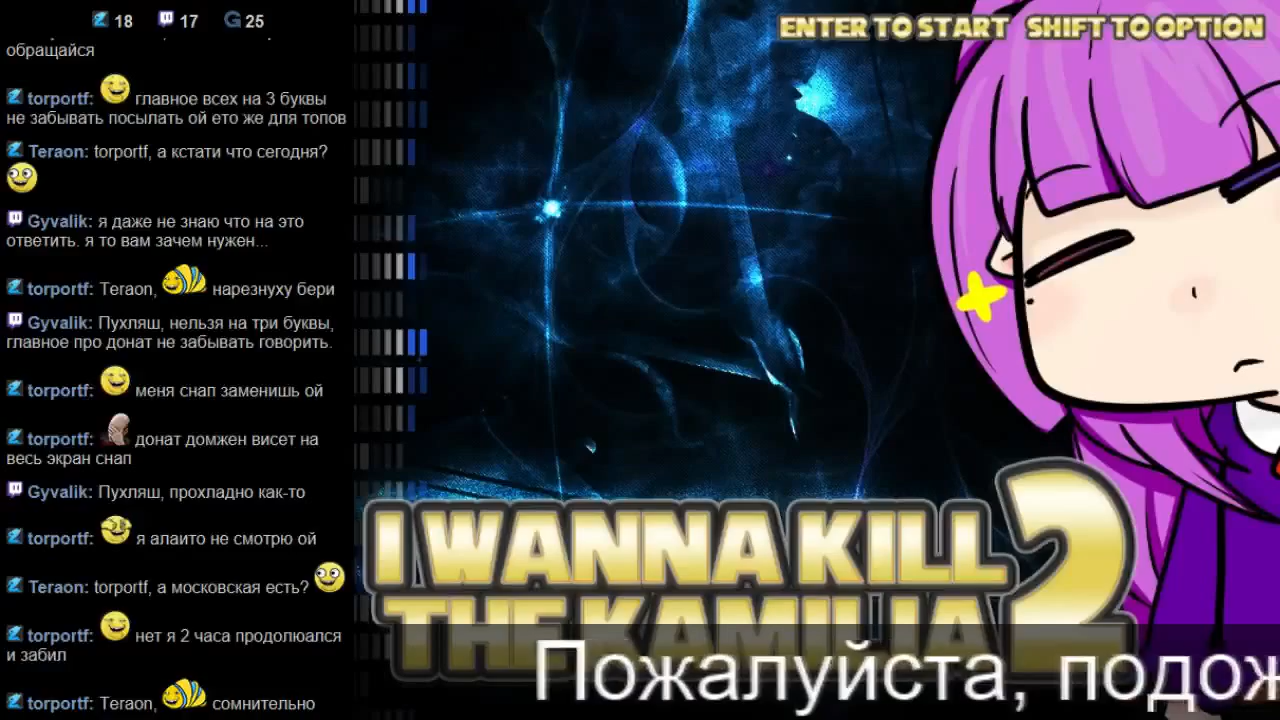 18 17 25
обращайся
torportf: главное всех на 3 буквы
не забывать посылать ой ето же для топов
Teraon: torportf, а кстати что сегодня?
Gyvalik: я даже не знаю что на это
ответить. я то вам зачем нужен...
torportf: Teraon, нарезнуху бери
Gyvalik: Пухляш, нельзя на три буквы,
главное про донат не забывать говорить.
torportf: меня снап заменишь ой
torportf: донат домжен висет на
весь экран снап
Gyvalik: Пухляш, прохладно как-то
torportf: я алаито не смотрю ой
Teraon: torportf, а московская есть?
torportf: нет я 2 часа продолюался
и забил
torportf: Teraon, сомнительно
ENTER TO START SHIFT TO OPTION
I WANNA KILL
THE KAMILIA 2
Пожалуйста, подож